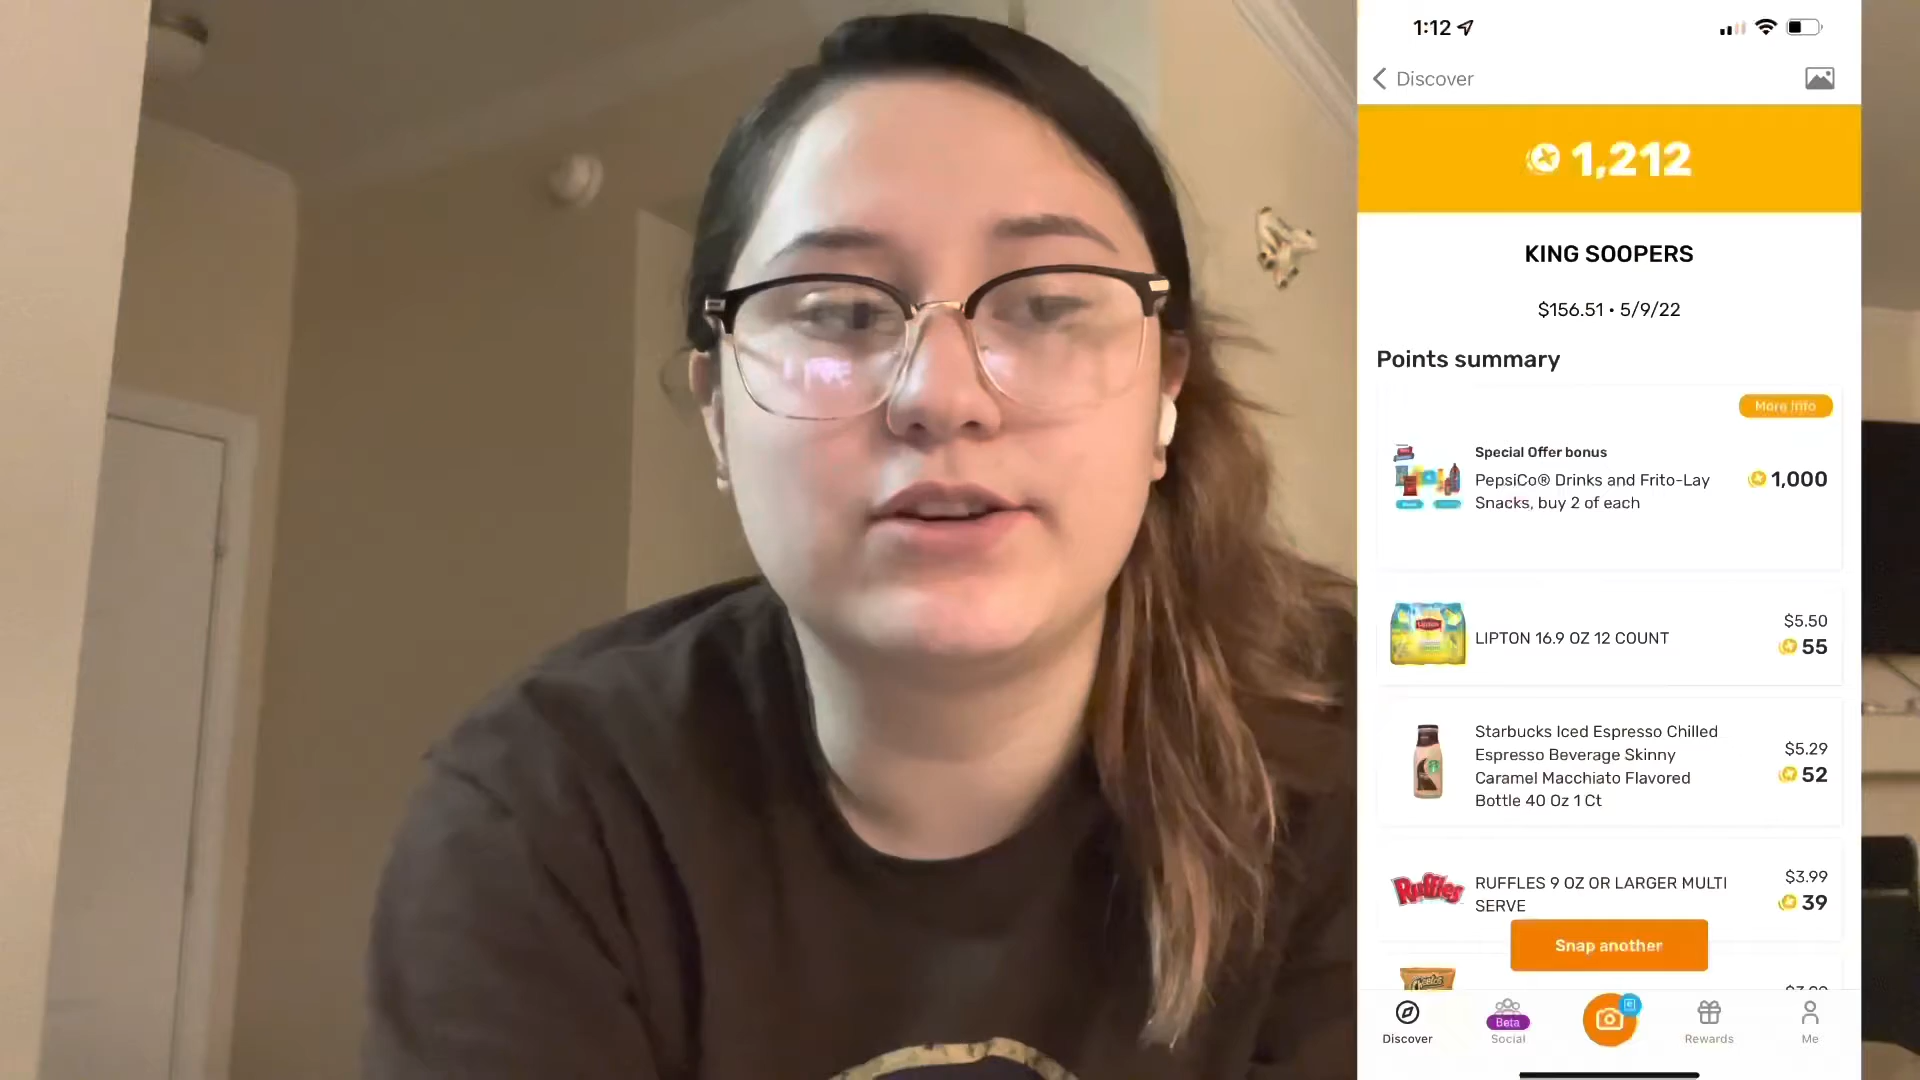 1:12
Discover
1,212
KING SOOPERS
$156.51 • 5/9/22
Points summary
More info
Special Offer bonus
PepsiCo® Drinks and Frito-Lay
Snacks, buy 2 of each
1,000
LIPTON 16.9 OZ 12 COUNT
$5.50
55
Starbucks Iced Espresso Chilled
Espresso Beverage Skinny
Caramel Macchiato Flavored
Bottle 40 Oz 1 Ct
$5.29
52
Ruffles
RUFFLES 9 OZ OR LARGER MULTI
SERVE
$3.99
39
Snap another
Discover
Beta
Social
Rewards
Me